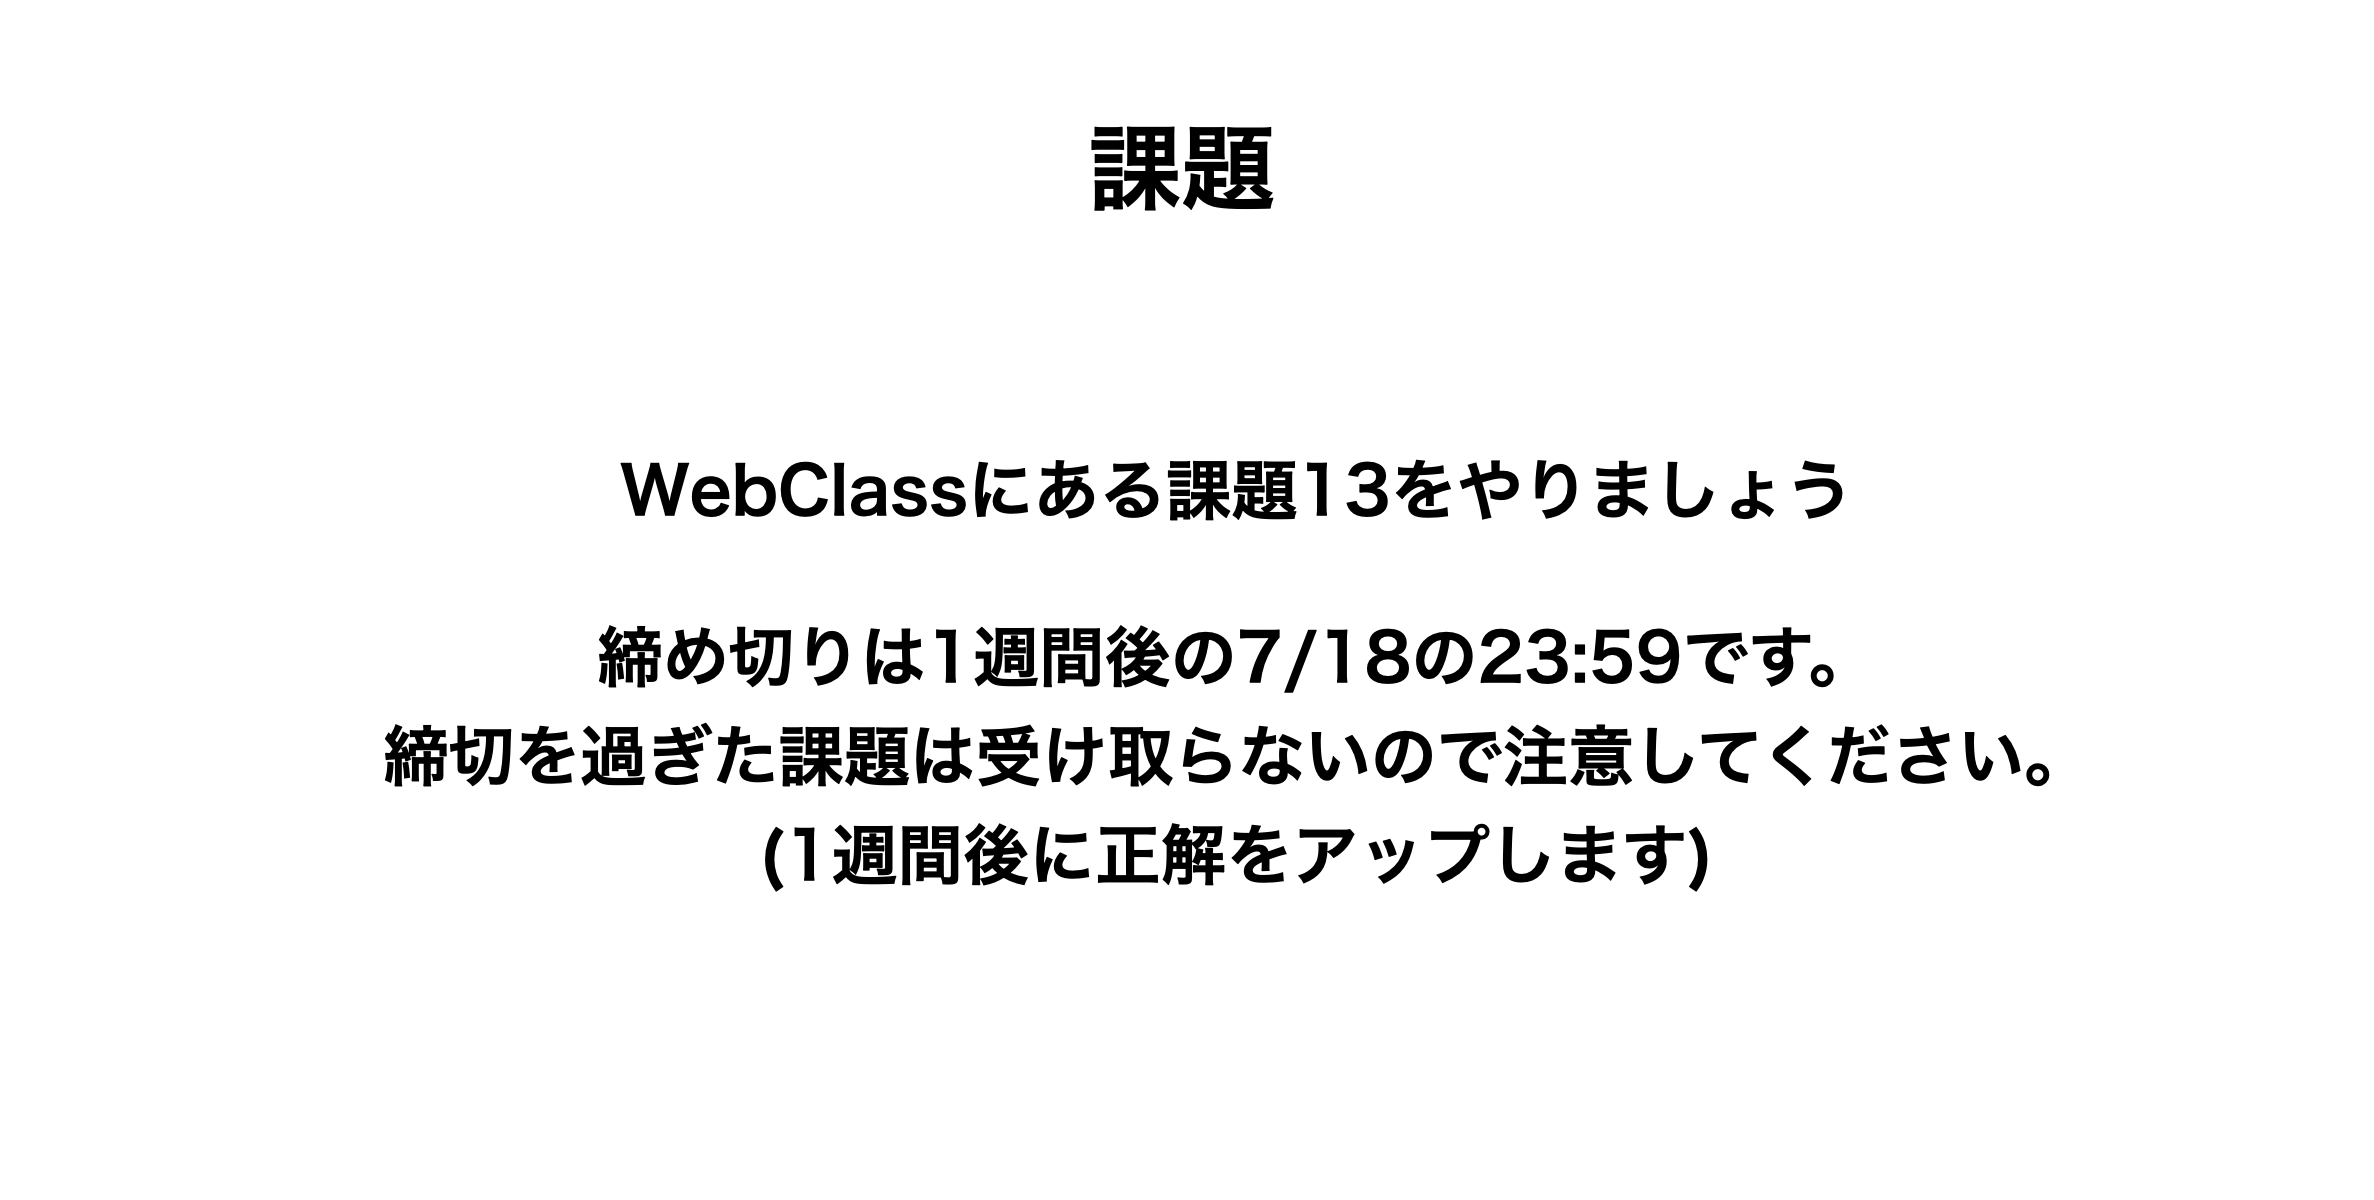 課題
WebClassにある課題13をやりましょう
締め切りは1週間後の7/18の23:59です。
締切を過ぎた課題は受け取らないので注意してください。
(1週間後に正解をアップします)